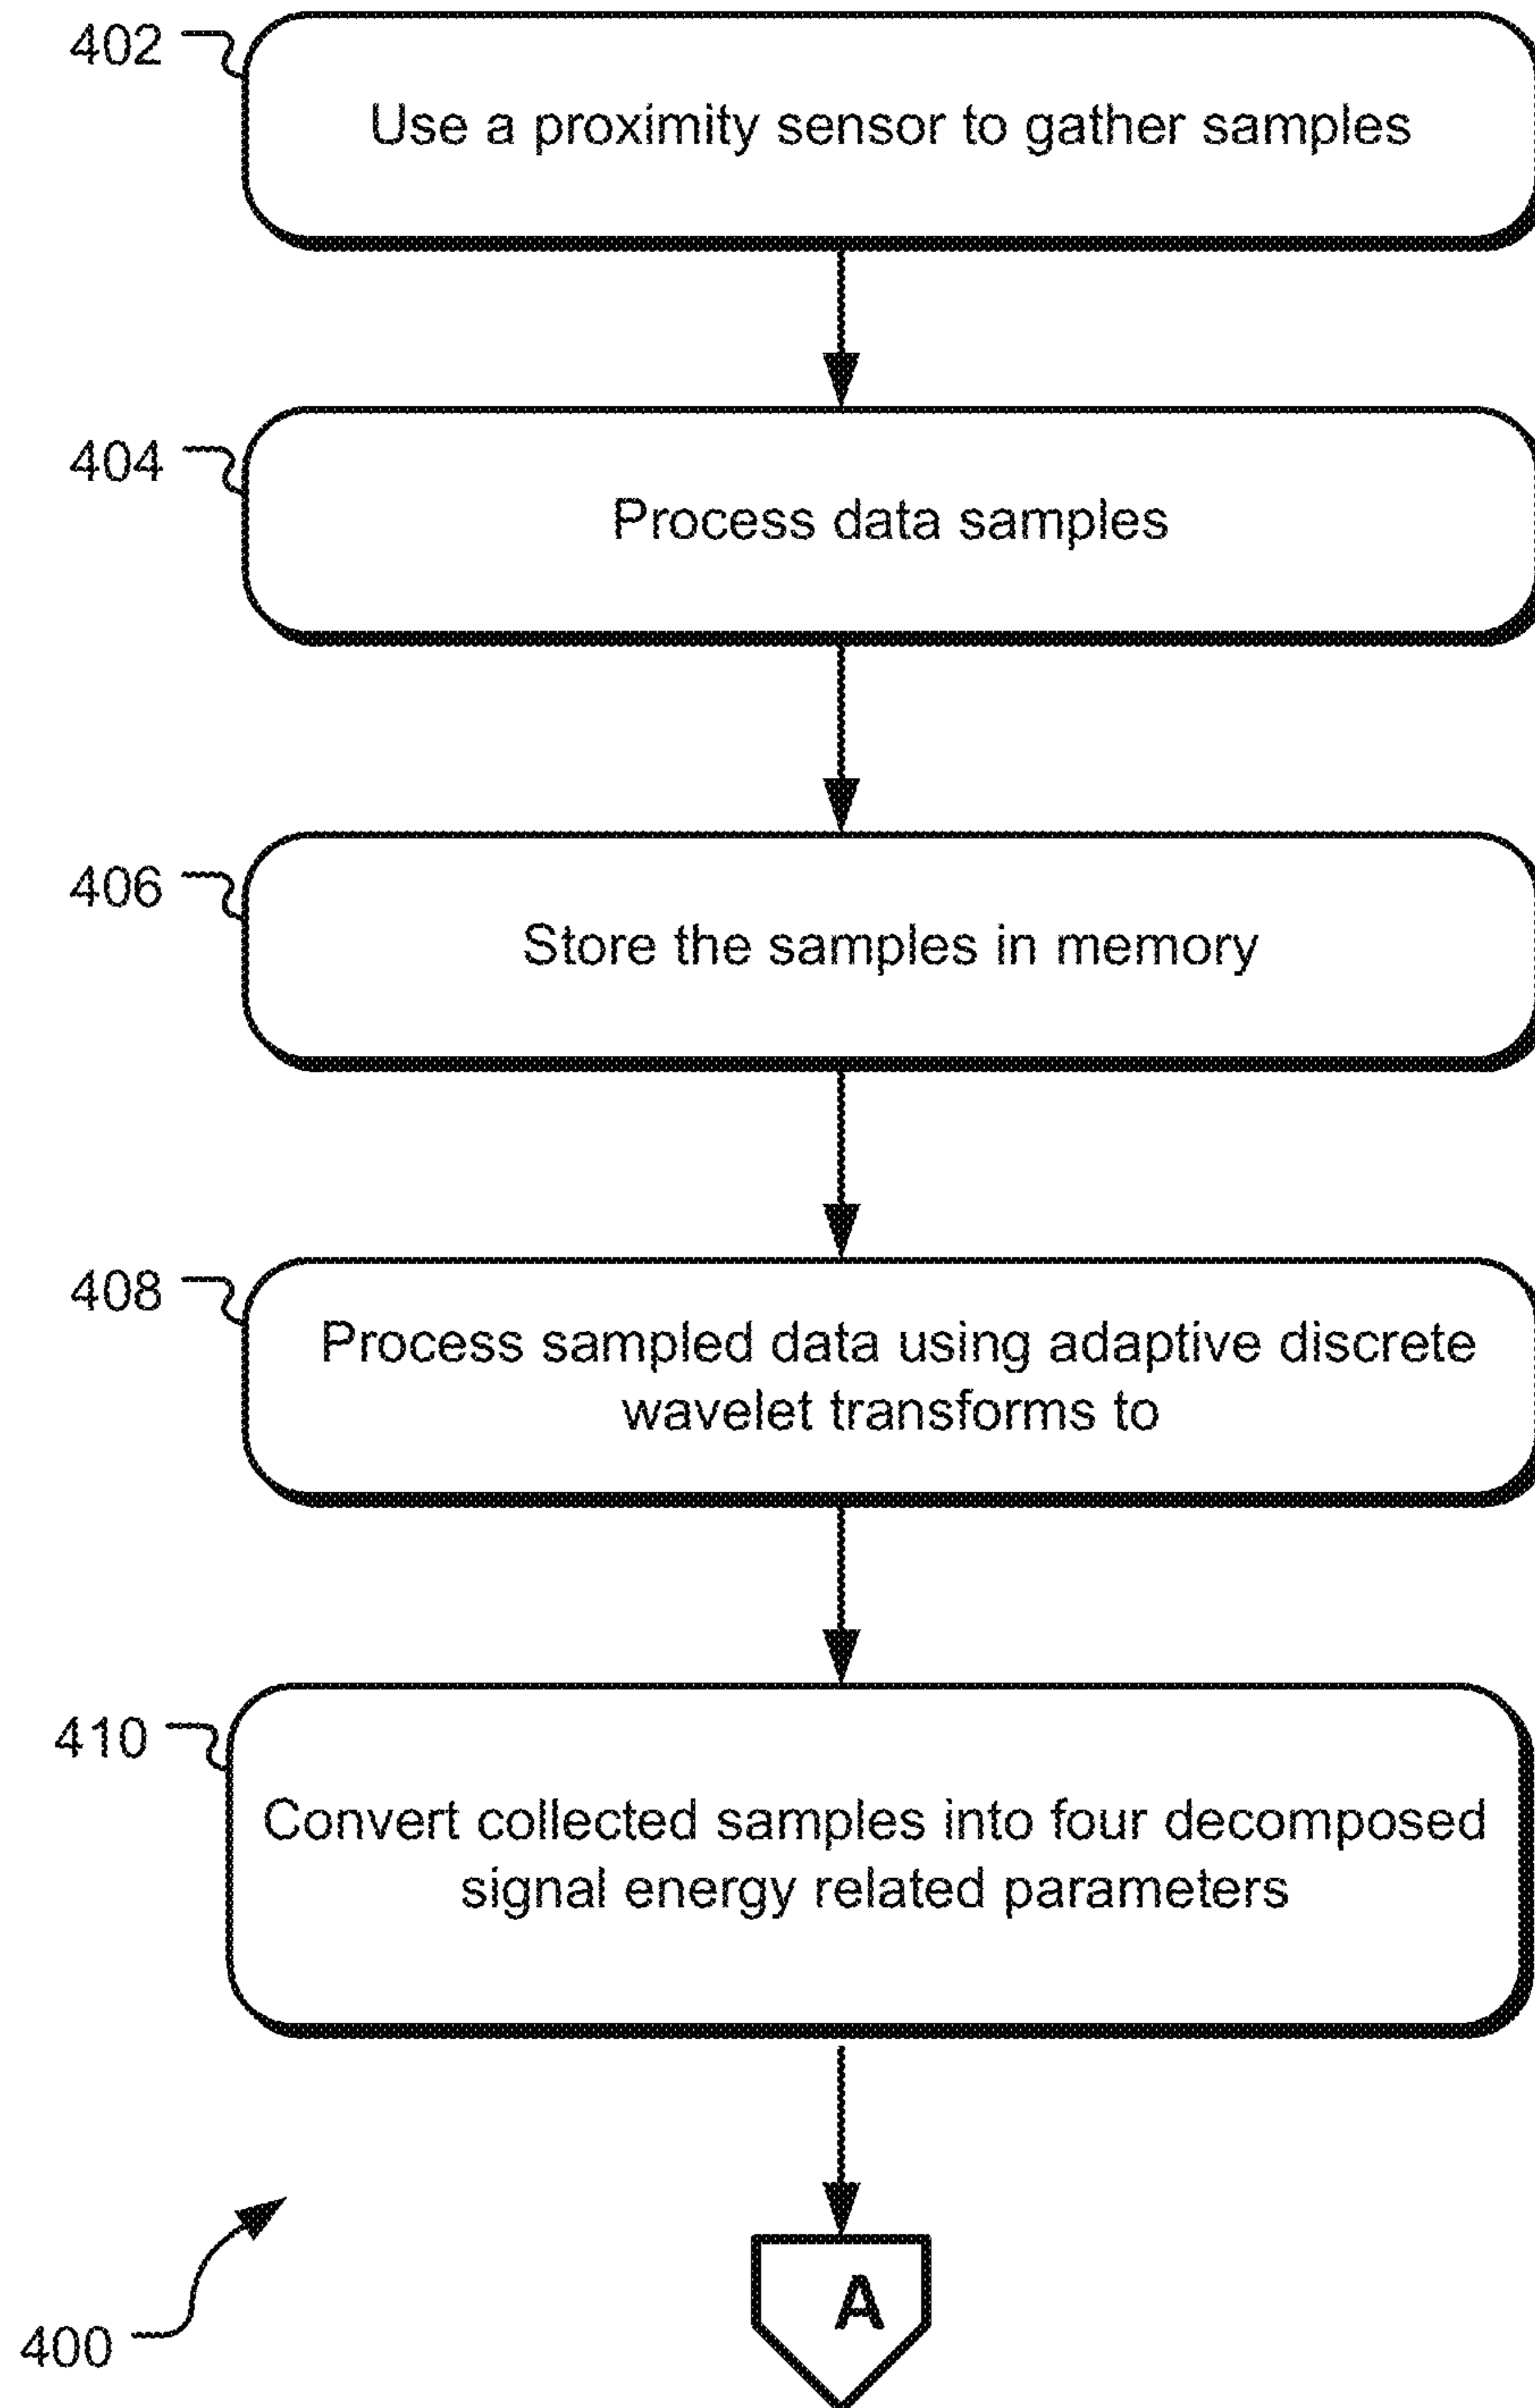 402
Use a proximity sensor to gather samples
404
Process data samples
406
Store the samples in memory
408
Process sampled data using adaptive discrete
wavelet transforms to
410
Convert collected samples into four decomposed
signal energy related parameters
A
400